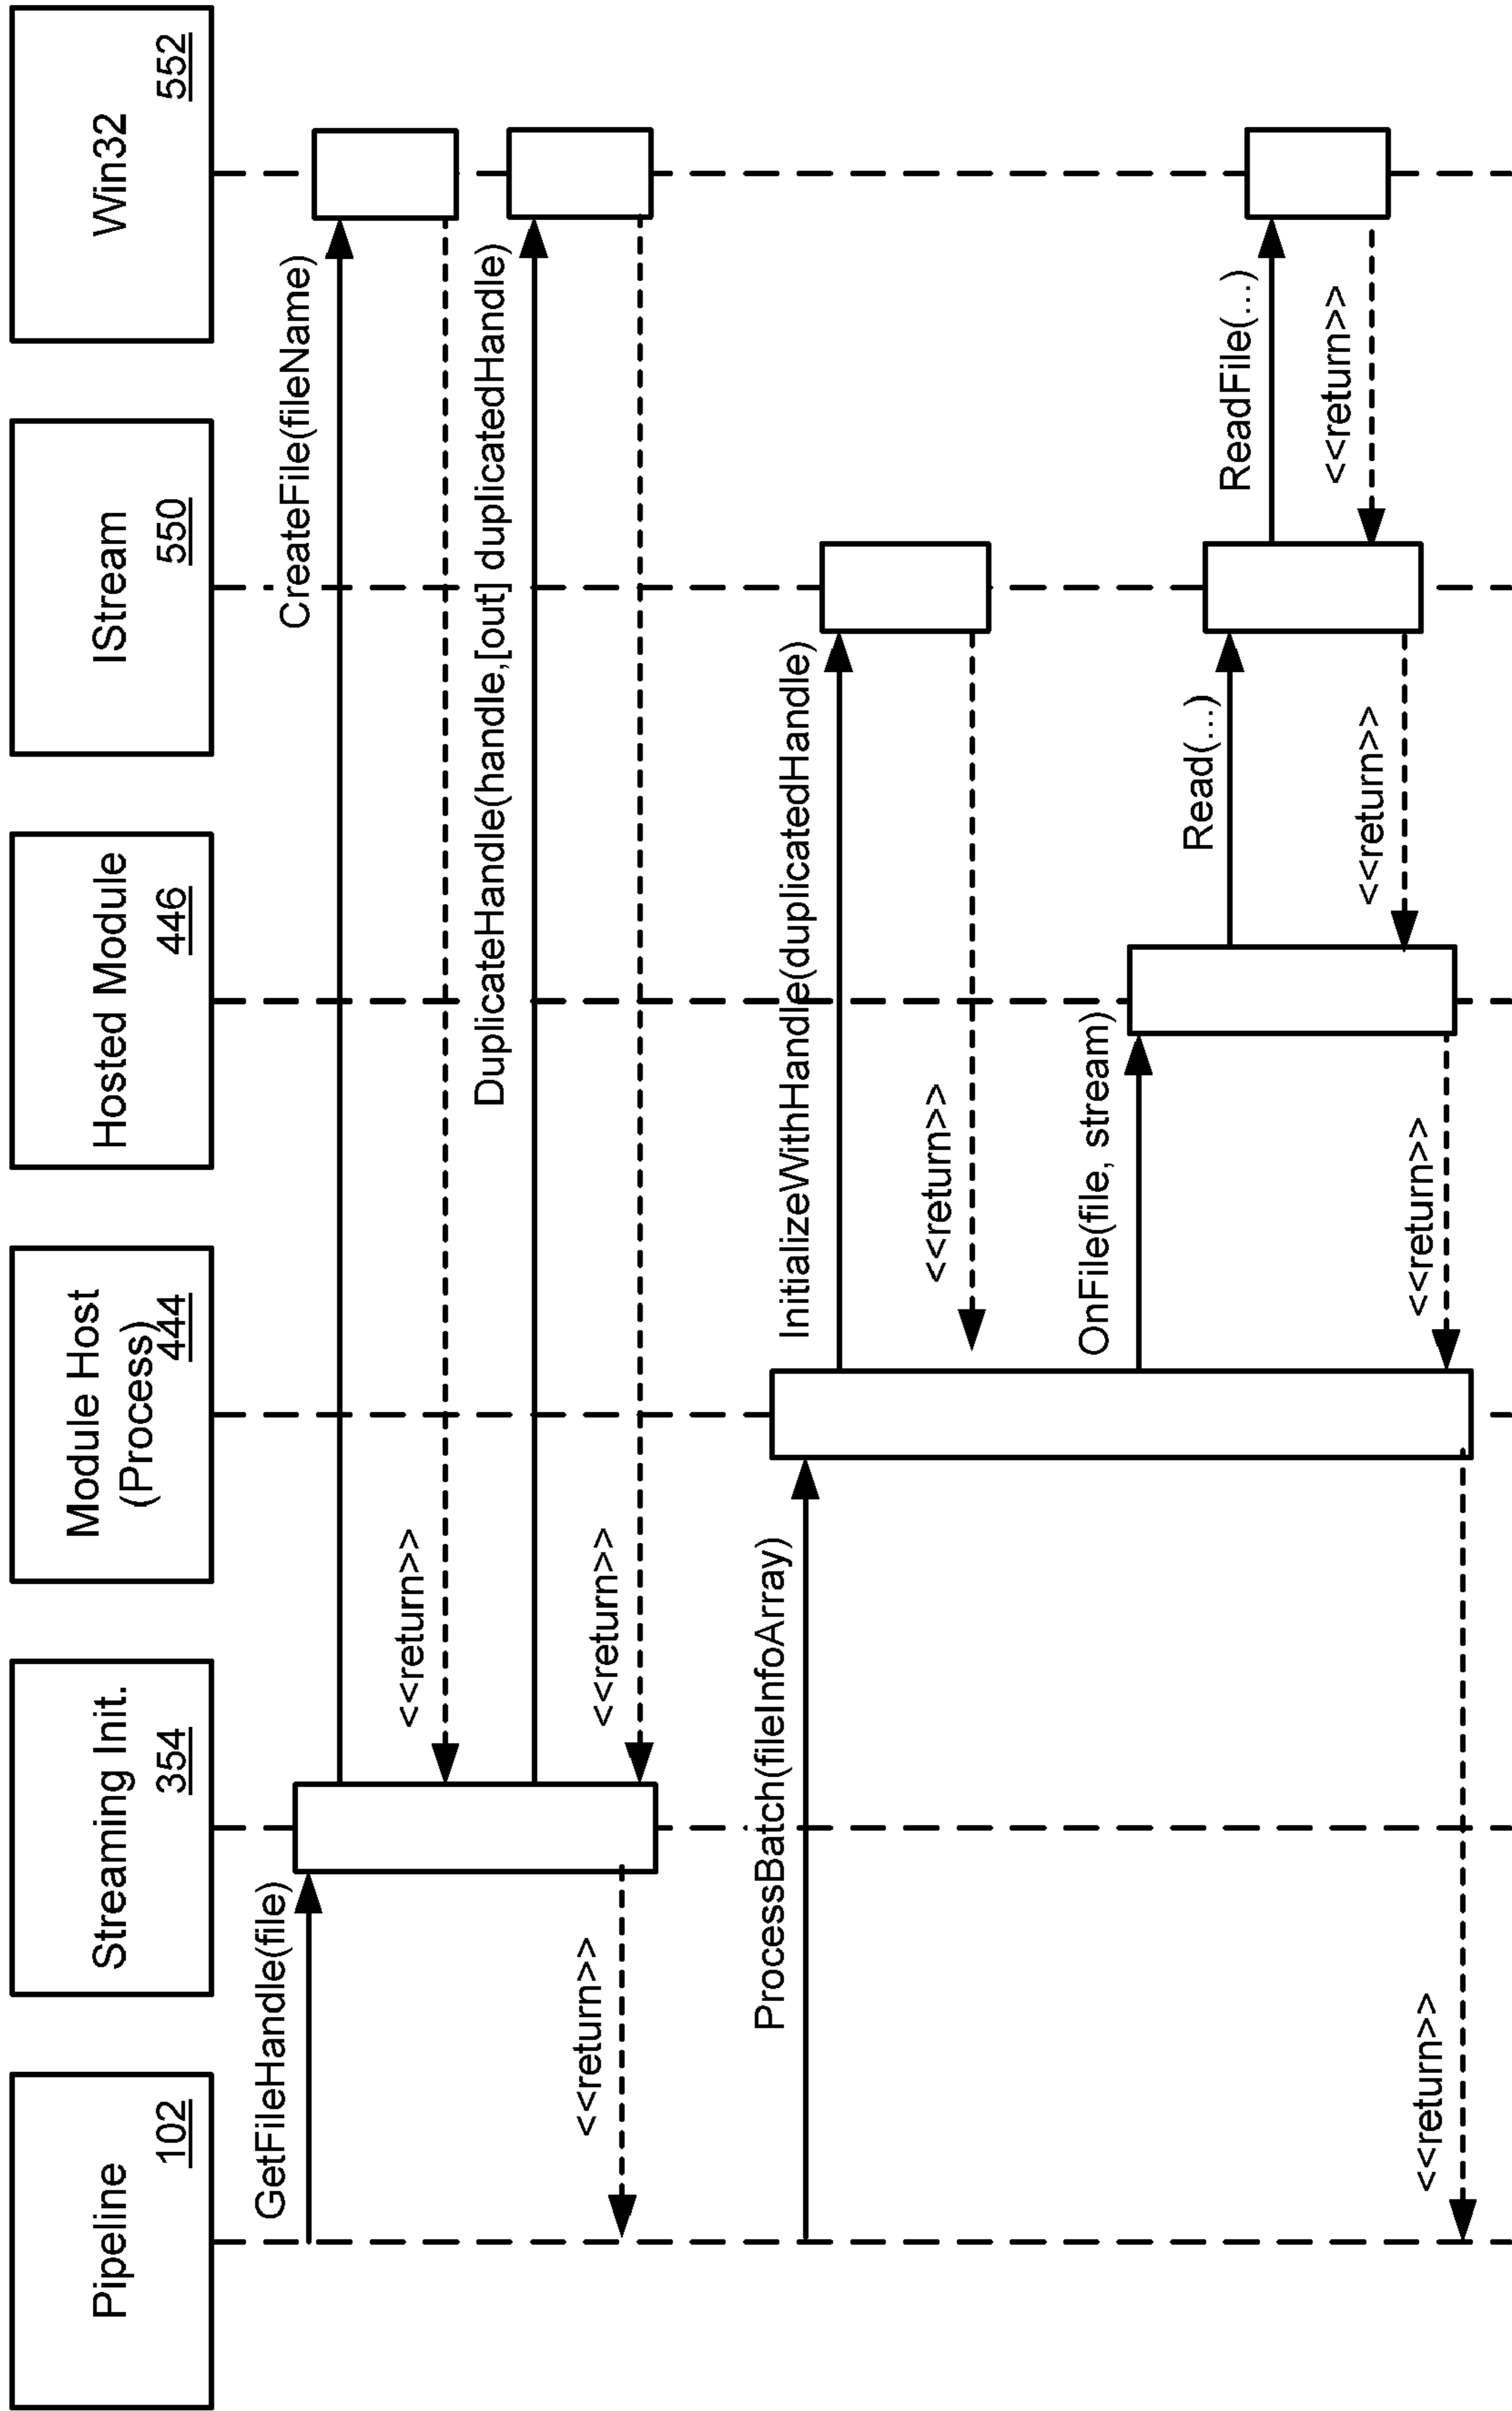 Pipeline
102
Streaming Init.
354
Module Host
(Process)
444
Hosted Module
446
IStream
550
Win32
552
GetFileHandle(file)
CreateFile(fileName)
<<return>>
DuplicateHandle(handle,[out] duplicatedHandle)
<<return>>
<<return>>
ProcessBatch(fileInfoArray)
InitializeWithHandle(duplicatedHandle)
<<return>>
OnFile(file, stream)
Read(...)
ReadFile(...)
<<return>>
<<return>>
<<return>>
<<return>>